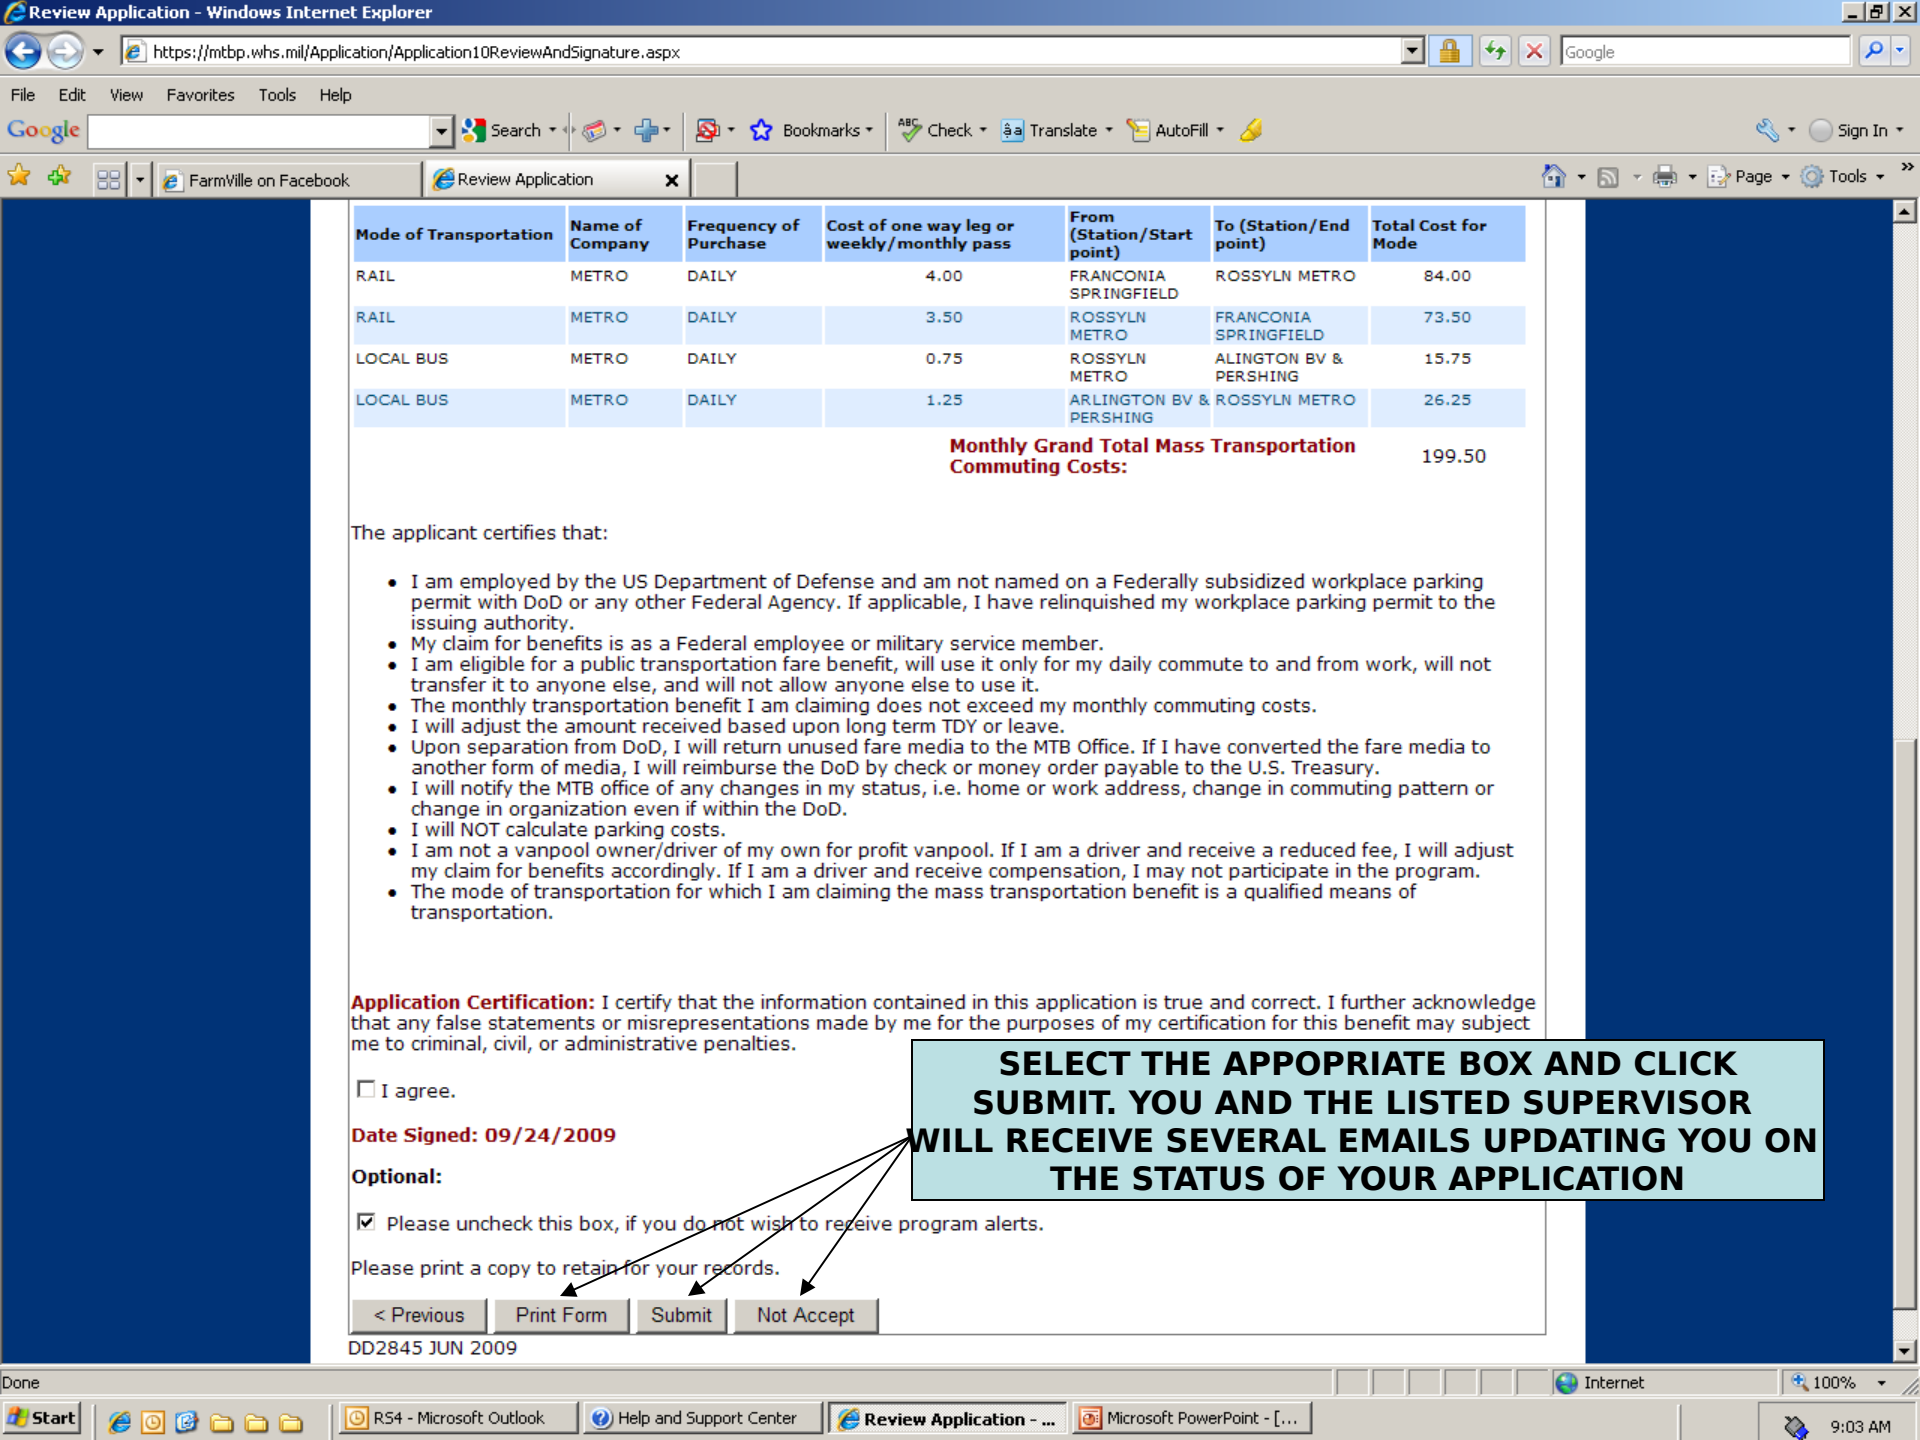 Review Application - Windows Internet Explorer
https://mtbp.whs.mil/Application/Application10ReviewAndSignature.aspx
Google
File Edit View Favorites Tools Help
Google Search Bookmarks ABC Check âa Translate AutoFill Sign In
FarmVille on Facebook Review Application Page Tools »
Mode of Transportation Name of Company Frequency of Purchase Cost of one way leg or weekly/monthly pass From (Station/Start point) To (Station/End point) Total Cost for Mode
RAIL METRO DAILY 4.00 FRANCONIA SPRINGFIELD ROSSYLN METRO 84.00
RAIL METRO DAILY 3.50 ROSSYLN METRO FRANCONIA SPRINGFIELD 73.50
LOCAL BUS METRO DAILY 0.75 ROSSYLN METRO ALINGTON BV & PERSHING 15.75
LOCAL BUS METRO DAILY 1.25 ARLINGTON BV & PERSHING ROSSYLN METRO 26.25
Monthly Grand Total Mass Transportation
Commuting Costs: 199.50
The applicant certifies that:
• I am employed by the US Department of Defense and am not named on a Federally subsidized workplace parking
permit with DoD or any other Federal Agency. If applicable, I have relinquished my workplace parking permit to the
issuing authority.
• My claim for benefits is as a Federal employee or military service member.
• I am eligible for a public transportation fare benefit, will use it only for my daily commute to and from work, will not
transfer it to anyone else, and will not allow anyone else to use it.
• The monthly transportation benefit I am claiming does not exceed my monthly commuting costs.
• I will adjust the amount received based upon long term TDY or leave.
• Upon separation from DoD, I will return unused fare media to the MTB Office. If I have converted the fare media to
another form of media, I will reimburse the DoD by check or money order payable to the U.S. Treasury.
• I will notify the MTB office of any changes in my status, i.e. home or work address, change in commuting pattern or
change in organization even if within the DoD.
• I will NOT calculate parking costs.
• I am not a vanpool owner/driver of my own for profit vanpool. If I am a driver and receive a reduced fee, I will adjust
my claim for benefits accordingly. If I am a driver and receive compensation, I may not participate in the program.
• The mode of transportation for which I am claiming the mass transportation benefit is a qualified means of
transportation.
Application Certification: I certify that the information contained in this application is true and correct. I further acknowledge
that any false statements or misrepresentations made by me for the purposes of my certification for this benefit may subject
me to criminal, civil, or administrative penalties.
I agree.
Date Signed: 09/24/2009
Optional:
Please uncheck this box, if you do not wish to receive program alerts.
Please print a copy to retain for your records.
SELECT THE APPOPRIATE BOX AND CLICK
SUBMIT. YOU AND THE LISTED SUPERVISOR
WILL RECEIVE SEVERAL EMAILS UPDATING YOU ON
THE STATUS OF YOUR APPLICATION
< Previous Print Form Submit Not Accept
DD2845 JUN 2009
Done Internet 100%
Start RS4 - Microsoft Outlook Help and Support Center Review Application - ... Microsoft PowerPoint - [... 9:03 AM